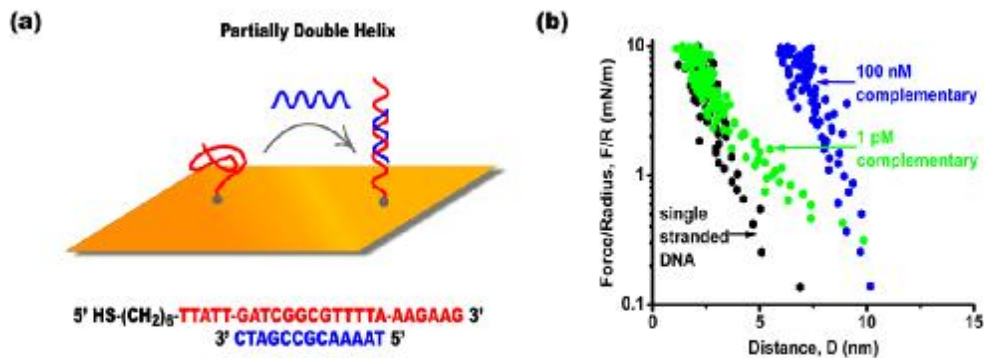 (a)
Partially Double Helix
5' HS-(CH2)6-TTATT-GATCGGCGTTTTA-AAGAAG 3'
3' CTAGCCGCAAAAT 5'
(b)
Force/Radius, F/R (mN/m)
10
1
0.1
100 nM
complementary
1 pM
complementary
single
stranded
DNA
0
5
10
15
Distance, D (nm)